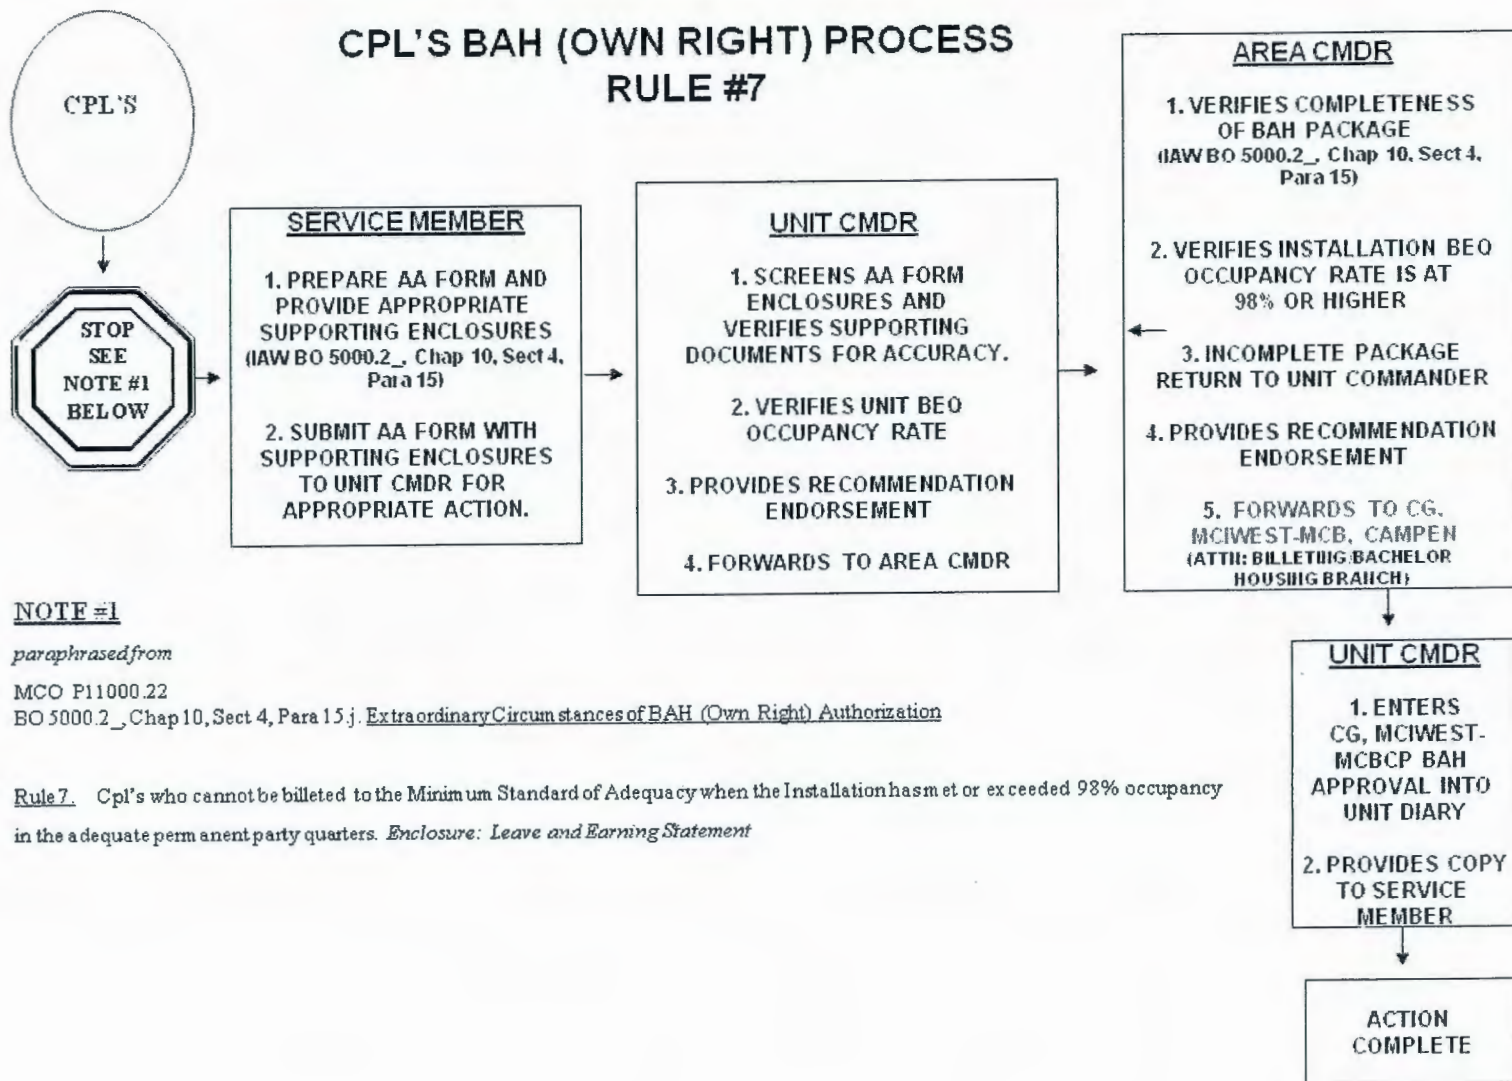 CPL'S BAH (OWN RIGHT) PROCESS
RULE #7
CPL'S
STOP
SEE
NOTE #1
BELOW
SERVICE MEMBER
1. PREPARE AA FORM AND
PROVIDE APPROPRIATE
SUPPORTING ENCLOSURES
(IAW BO 5000.2_, Chap 10, Sect 4,
Para 15)
2. SUBMIT AA FORM WITH
SUPPORTING ENCLOSURES
TO UNIT CMDR FOR
APPROPRIATE ACTION.
UNIT CMDR
1. SCREENS AA FORM
ENCLOSURES AND
VERIFIES SUPPORTING
DOCUMENTS FOR ACCURACY.
2. VERIFIES UNIT BEQ
OCCUPANCY RATE
3. PROVIDES RECOMMENDATION
ENDORSEMENT
4. FORWARDS TO AREA CMDR
AREA CMDR
1. VERIFIES COMPLETENESS
OF BAH PACKAGE
(IAW BO 5000.2_, Chap 10, Sect 4,
Para 15)
2. VERIFIES INSTALLATION BEQ
OCCUPANCY RATE IS AT
98% OR HIGHER
3. INCOMPLETE PACKAGE
RETURN TO UNIT COMMANDER
4. PROVIDES RECOMMENDATION
ENDORSEMENT
5. FORWARDS TO CG,
MCIWEST-MCB, CAMPEN
(ATTN: BILLETING/BACHELOR
HOUSING BRANCH)
UNIT CMDR
1. ENTERS
CG, MCIWEST-
MCBCP BAH
APPROVAL INTO
UNIT DIARY
2. PROVIDES COPY
TO SERVICE
MEMBER
ACTION
COMPLETE
NOTE #1
paraphrased from
MCO P11000.22
BO 5000.2_, Chap 10, Sect 4, Para 15.j. Extraordinary Circumstances of BAH (Own Right) Authorization
Rule 7. Cpl's who cannot be billeted to the Minimum Standard of Adequacy when the Installation has met or exceeded 98% occupancy
in the adequate permanent party quarters. Enclosure: Leave and Earning Statement